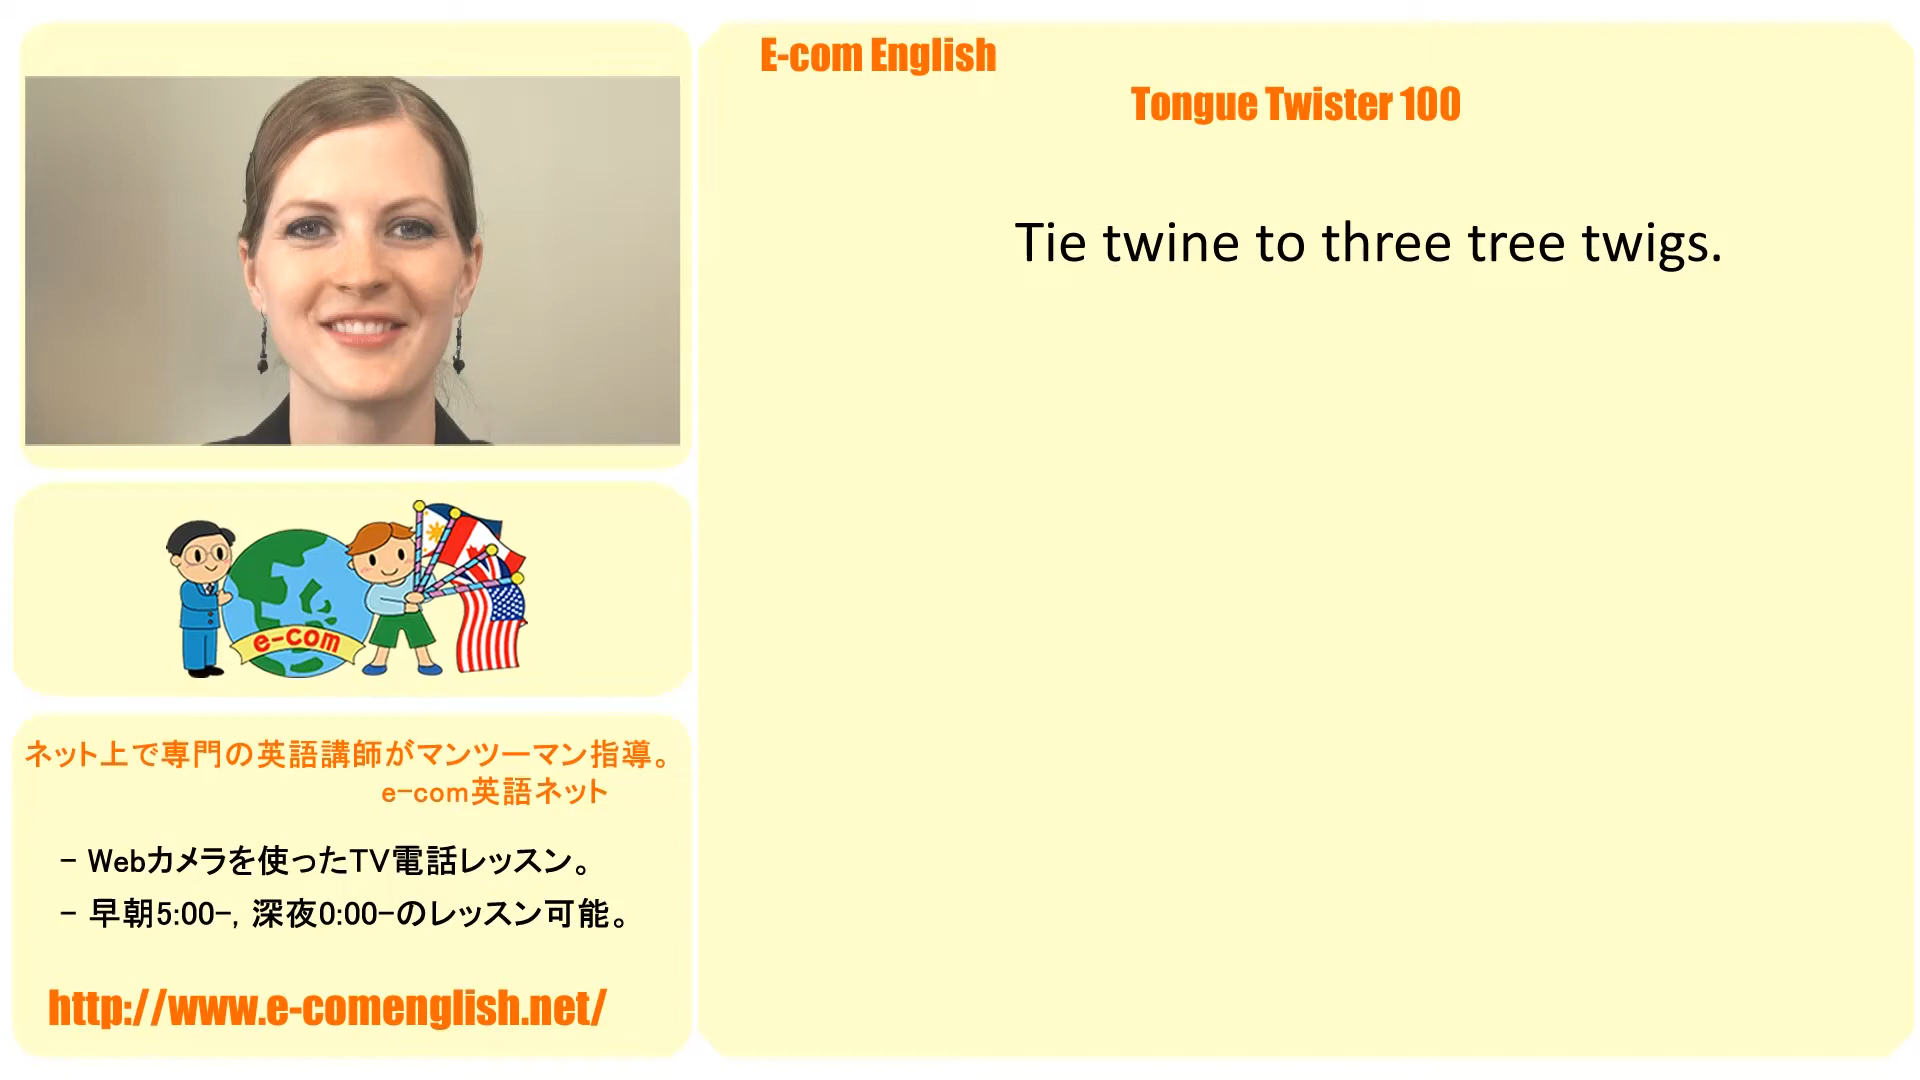 E-com English
Tongue Twister 100
Tie twine to three tree twigs.
e-com
ネット上で専門の英語講師がマンツーマン指導。
e-com英語ネット
- Webカメラを使ったTV電話レッスン。
- 早朝5:00-, 深夜0:00-のレッスン可能。
http://www.e-comenglish.net/